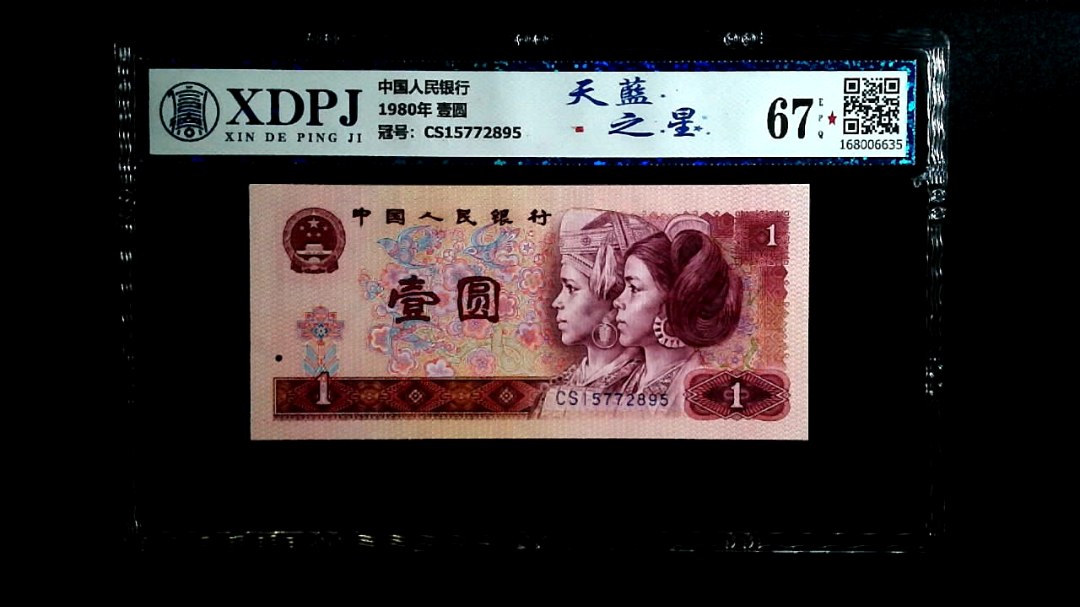 XDPJ
XIN DE PING JI
中国人民银行
1980年 壹圆
冠号：CS15772895
天藍
之星
67
EPQ
168006635
中国人民银行
1
壹圆
1
CS15772895
1